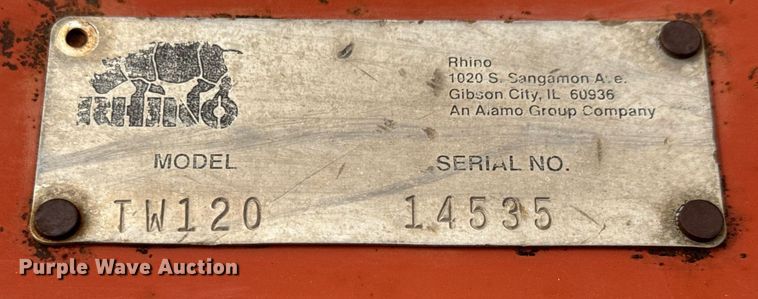 RHINO
Rhino
1020 S. Sangamon Ave.
Gibson City, IL 60936
An Alamo Group Company
MODEL SERIAL NO.
TW120 14535
Purple Wave Auction